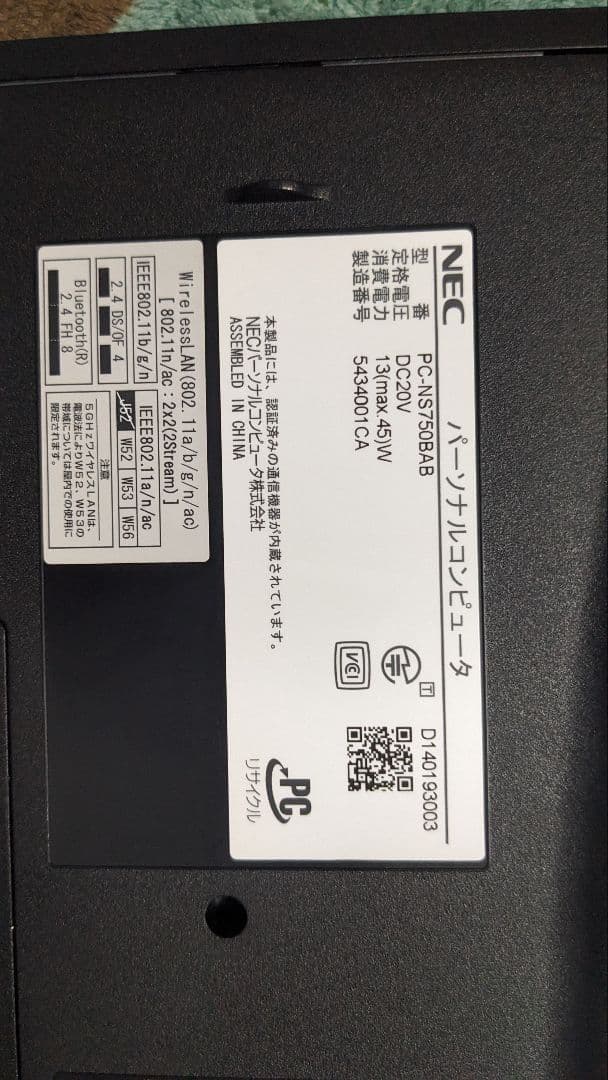 NEC パーソナルコンピュータ
型 番 PC-NS750BAB
定格電圧 DC20V
消費電力 13(max 45)W
製造番号 5434001CA
T D140193003
VCI
本製品には、認証済みの通信機器が内蔵されています。
NECパーソナルコンピュータ株式会社
ASSEMBLED IN CHINA
PC
リサイクル
WirelessLAN(802.11a/b/g/n/ac)
[802.11n/ac:2x2(2Stream)]
IEEE802.11b/g/n
2.4 DS/OF 4
IEEE802.11a/n/ac
J52 W52 W53 W56
Bluetooth(R)
2.4 FH 8
注意
5GHzワイヤレスLANは、
電波法によりW52、W53の
帯域については屋内での使用に
限定されます。